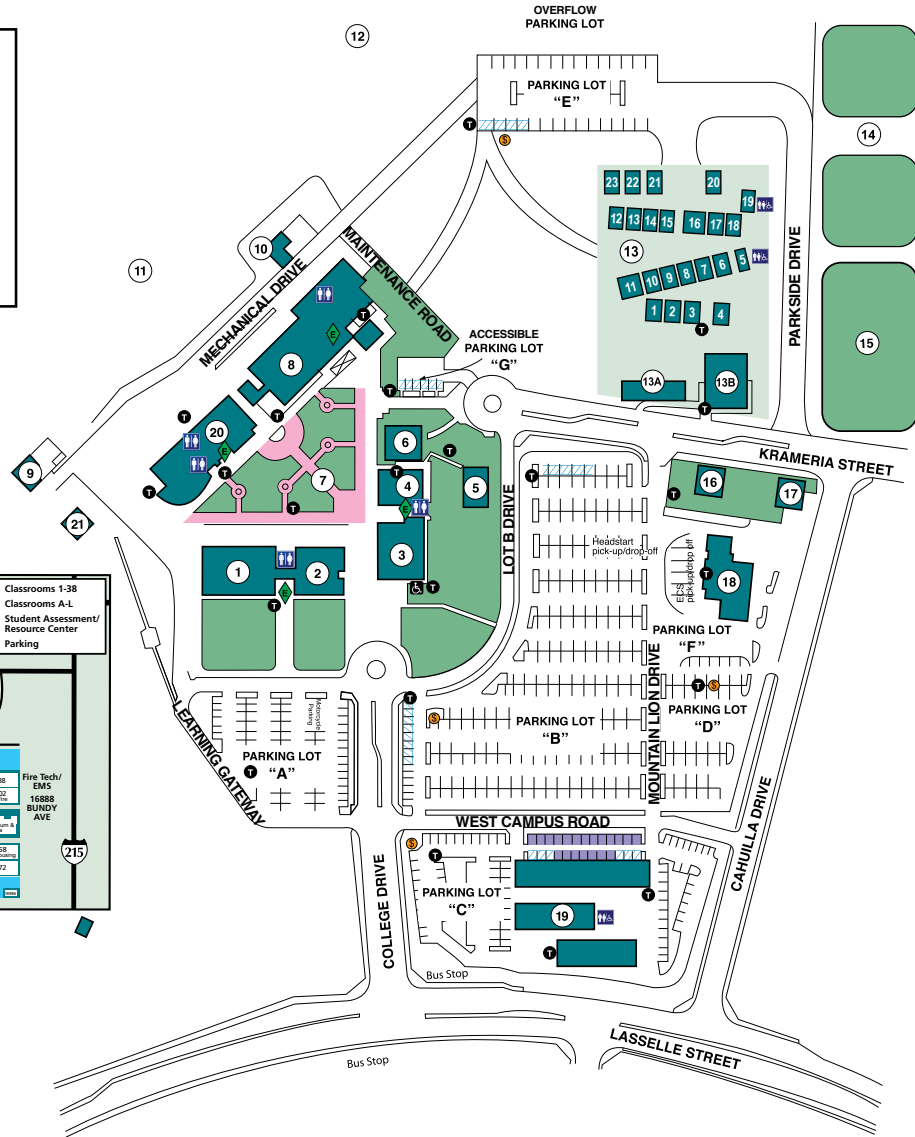 OVERFLOW
PARKING LOT
12
PARKING LOT
“E”
T
$
14
23
22
21
20
19
12
13
14
15
16
17
18
13
11
10
9
8
7
6
5
1
2
3
4
T
13A
13B
T
PARKSIDE DRIVE
15
10
11
MECHANICAL DRIVE
MAINTENANCE ROAD
T
E
8
ACCESSIBLE
PARKING LOT
“G”
T
T
T
20
E
T
T
7
T
6
T
4
E
T
5
3
T
9
21
1
2
E
T
LOT B DRIVE
KRAMERIA STREET
T
Headstart
pick-up/drop-off
T
16
17
ECS
pick-up/drop off
T
18
PARKING LOT
“F”
T
$
PARKING LOT
“D”
MOUNTAIN LION DRIVE
Classrooms 1-38
Classrooms A-L
Student Assessment/
Resource Center
Parking
Fire Tech/
EMS
16888
BUNDY
AVE
215
LEARNING GATEWAY
Motorcycle
Parking
PARKING LOT
“A”
T
T
$
PARKING LOT
“B”
WEST CAMPUS ROAD
CAHUILLA DRIVE
COLLEGE DRIVE
$
T
PARKING LOT
“C”
T
19
T
Bus Stop
Bus Stop
LASSELLE STREET